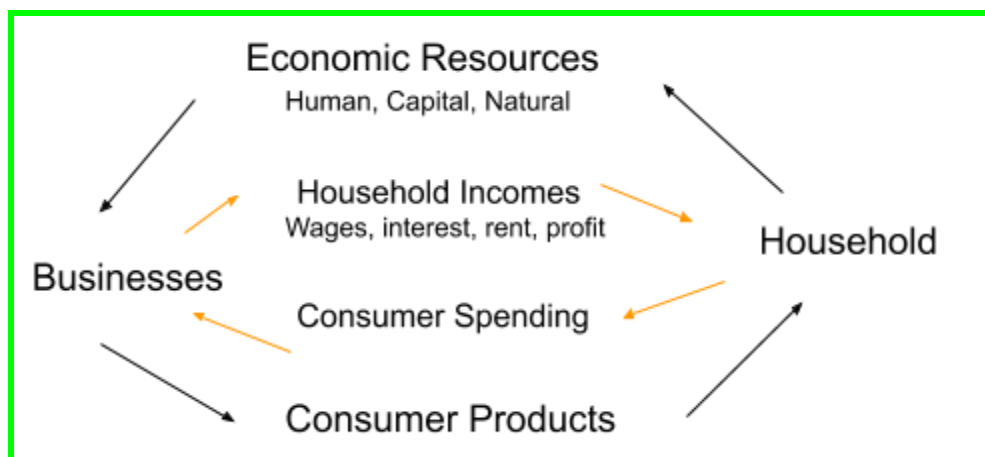 Economic Resources
Human, Capital, Natural
Household Incomes
Wages, interest, rent, profit
Household
Businesses
Consumer Spending
Consumer Products